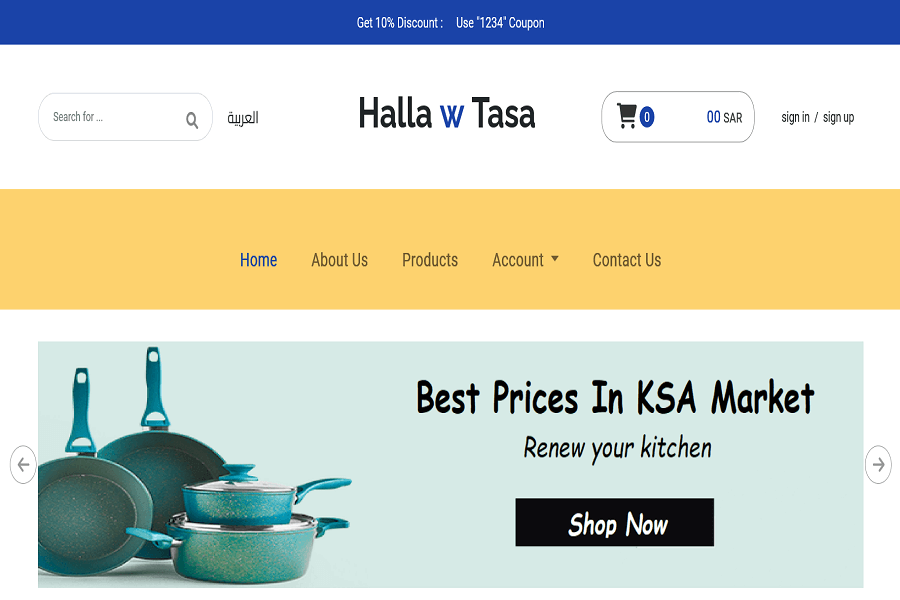 Get 10% Discount : Use "1234" Coupon
Search for ...
العربية
Halla w Tasa
0
00 SAR
sign in / sign up
Home
About Us
Products
Account
Contact Us
Best Prices In KSA Market
Renew your kitchen
Shop Now